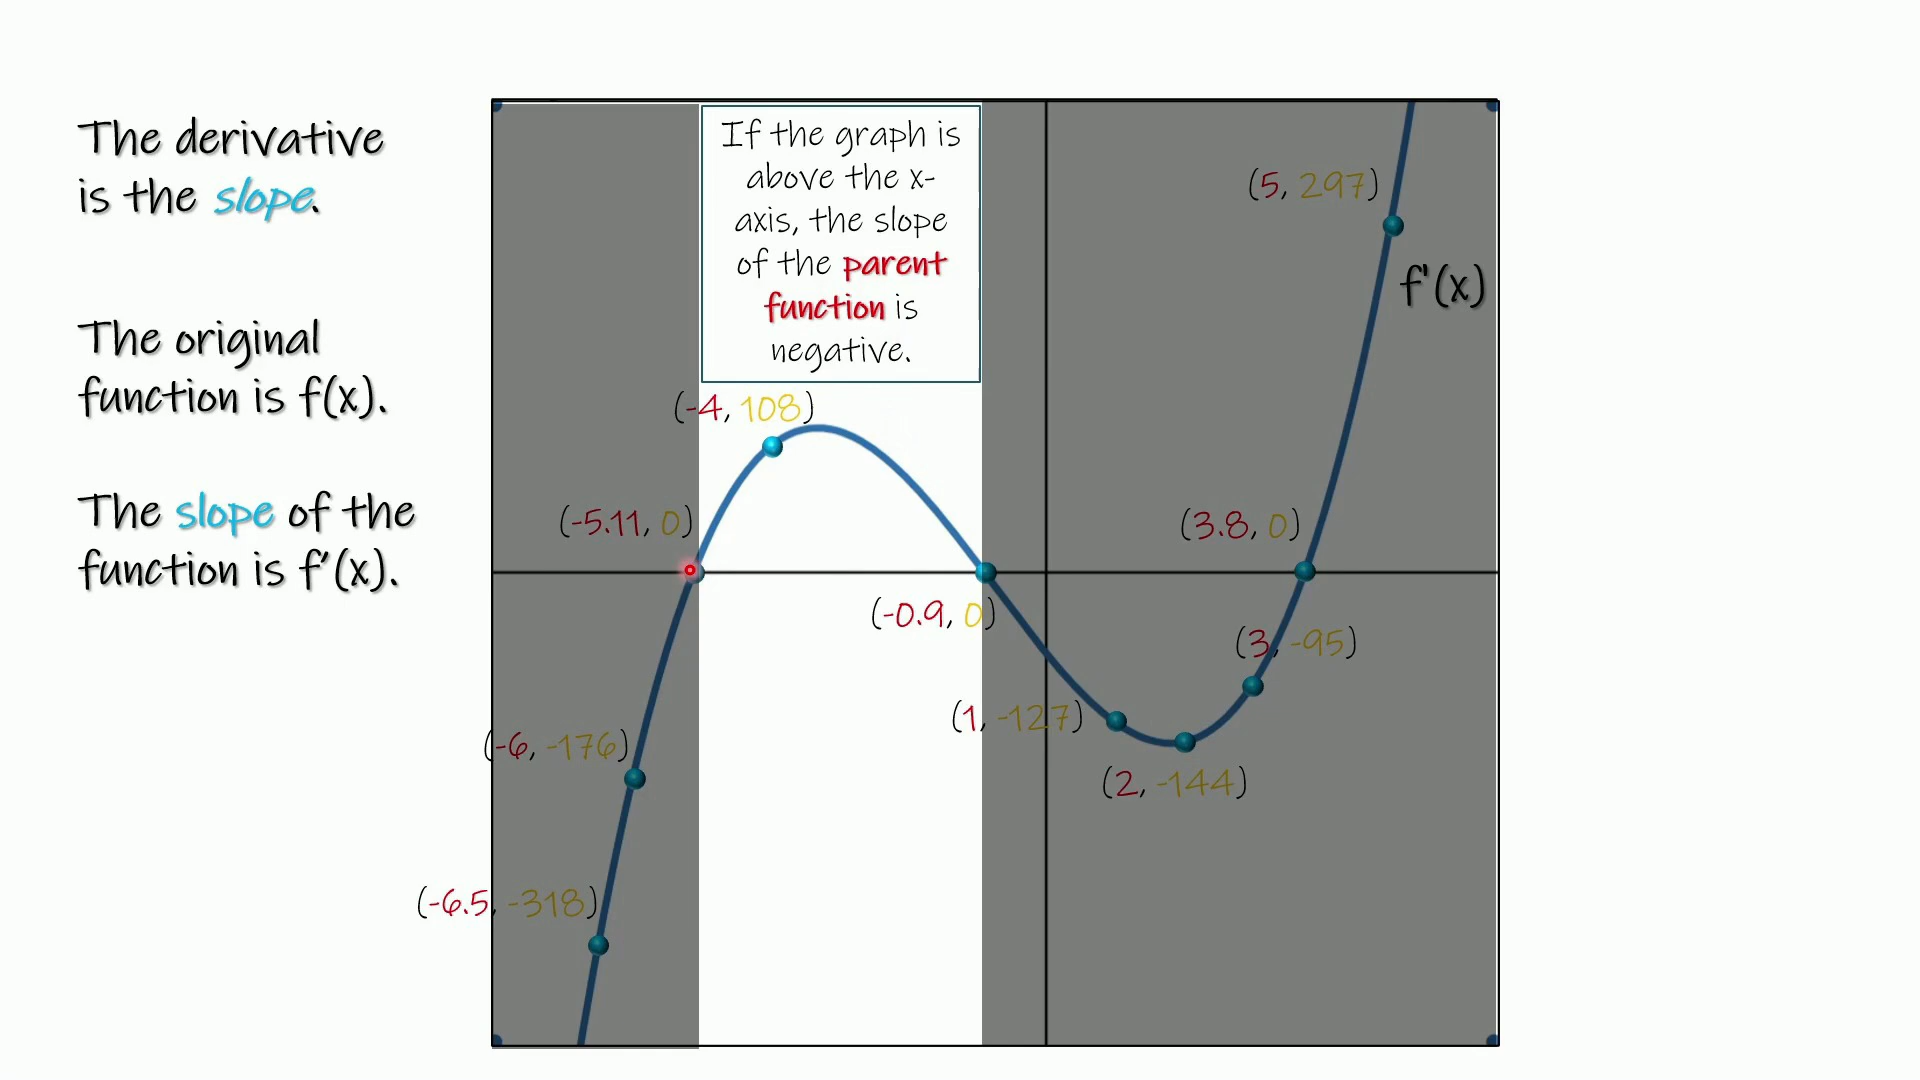 The derivative
is the slope.
The original
function is f(x).
The slope of the
function is f'(x).
If the graph is
above the x-
axis, the slope
of the parent
function is
negative.
(5, 297)
f'(x)
(-4, 108)
(-5.11, 0)
(3.8, 0)
(-0.9, 0)
(3, -95)
(1, -127)
(-6, -176)
(2, -144)
(-6.5, -318)